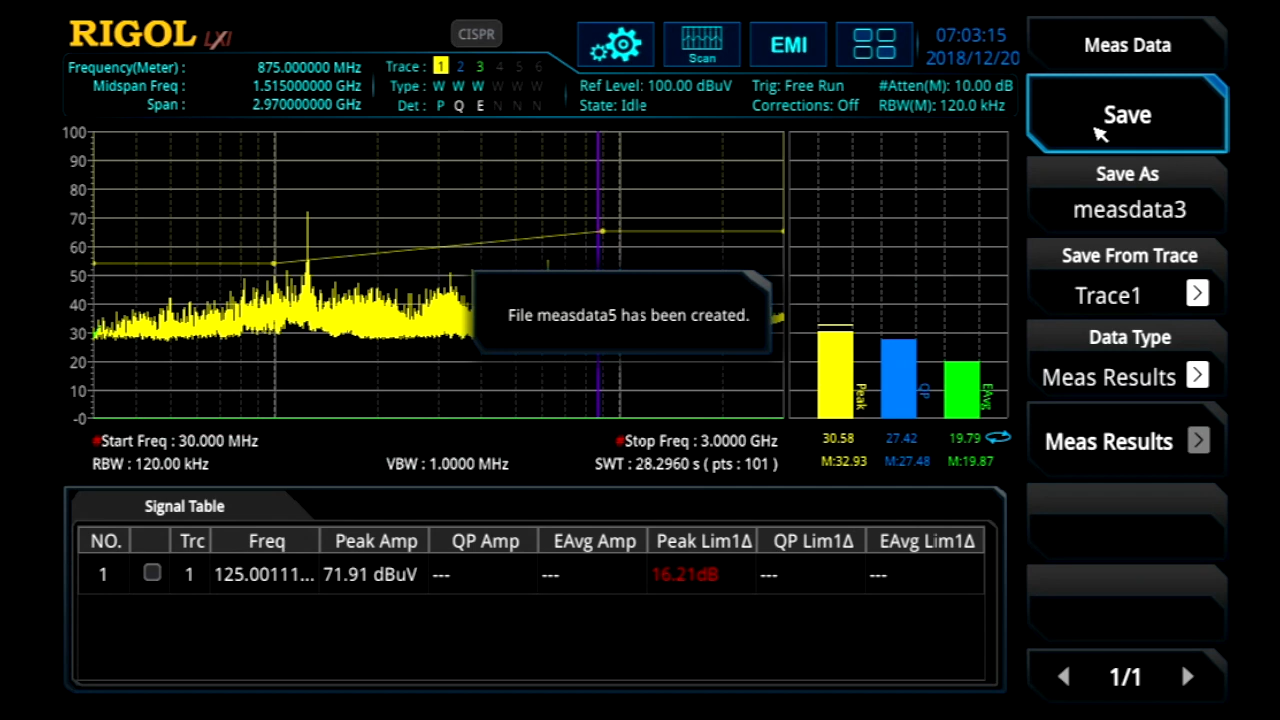 RIGOL LXI
CISPR
Scan
EMI
07:03:15
2018/12/20
Frequency(Meter) : 875.000000 MHz
Midspan Freq : 1.515000000 GHz
Span : 2.970000000 GHz
Trace : 1 2 3 4 5 6
Type : W W W W W W
Det : P Q E N N N
Ref Level: 100.00 dBuV
State: Idle
Trig: Free Run
Corrections: Off
#Atten(M): 10.00 dB
RBW(M): 120.0 kHz
100
90
80
70
60
50
40
30
20
10
-0
File measdata5 has been created.
Peak
QP
EAvg
30.58 27.42 19.79
M:32.93 M:27.48 M:19.87
#Start Freq : 30.000 MHz
#Stop Freq : 3.0000 GHz
RBW : 120.00 kHz
VBW : 1.0000 MHz
SWT : 28.2960 s ( pts : 101 )
Signal Table
NO. Trc Freq Peak Amp QP Amp EAvg Amp Peak Lim1Δ QP Lim1Δ EAvg Lim1Δ
1 1 125.00111... 71.91 dBuV --- --- 16.21dB --- ---
Meas Data
Save
Save As
measdata3
Save From Trace
Trace1 >
Data Type
Meas Results >
Meas Results >
1/1